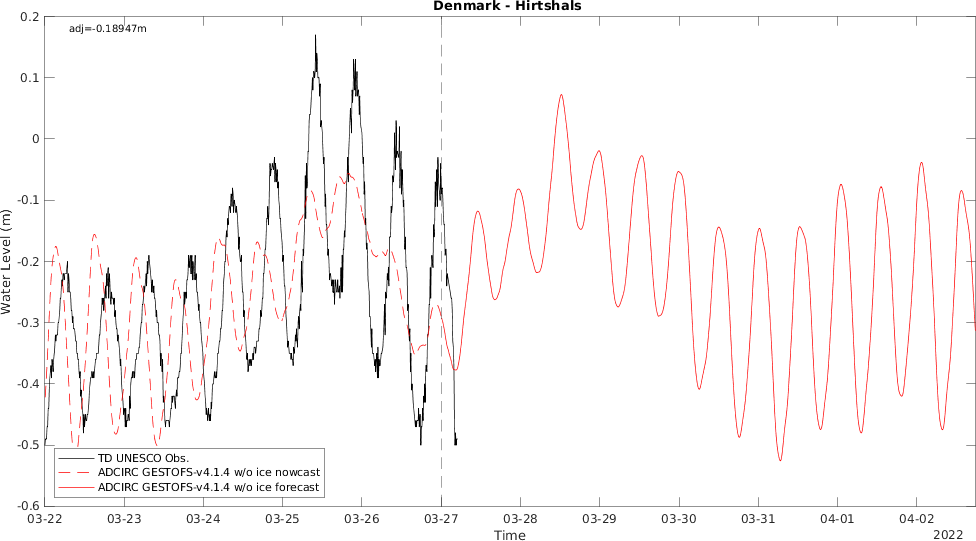 Denmark - Hirtshals
adj=-0.18947m
0.2
0.1
0
-0.1
-0.2
-0.3
-0.4
-0.5
-0.6
Water Level (m)
TD UNESCO Obs.
ADCIRC GESTOFS-v4.1.4 w/o ice nowcast
ADCIRC GESTOFS-v4.1.4 w/o ice forecast
03-22 03-23 03-24 03-25 03-26 03-27 03-28 03-29 03-30 03-31 04-01 04-02
Time
2022